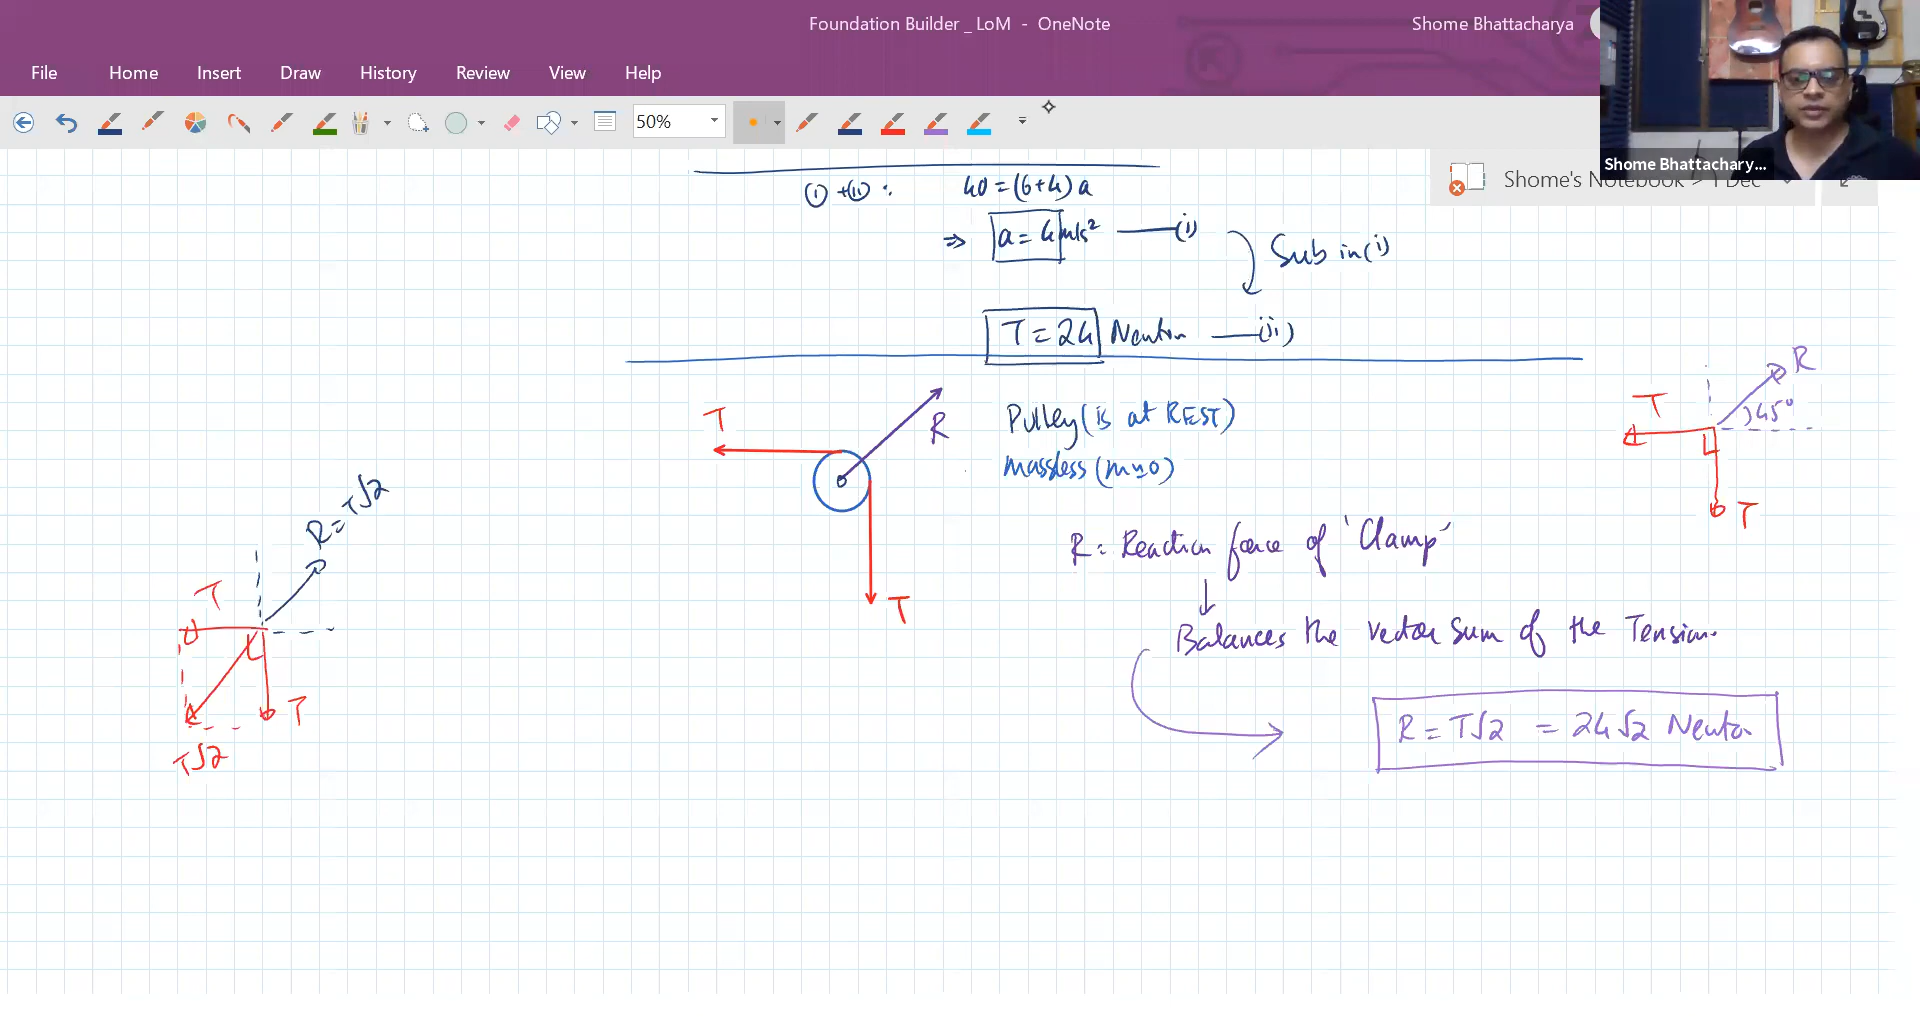 Foundation Builder _ LoM - OneNote
Shome Bhattacharya
File Home Insert Draw History Review View Help
50%
Shome Bhattachary...
Shome's Notebook > 1 Dec
(i) + (ii) : 40 = (6+4) a
⇒ a = 4 m/s² —(i)
Sub in (i)
T = 24 Newton —(ii)
T
R
Pulley (is at REST)
massless (m≈0)
T
R
45°
T
T
R = T√2
T
T
T√2
R = Reaction force of 'Clamp'
↓
Balances the vector sum of the Tension.
R = T√2 = 24√2 Newton